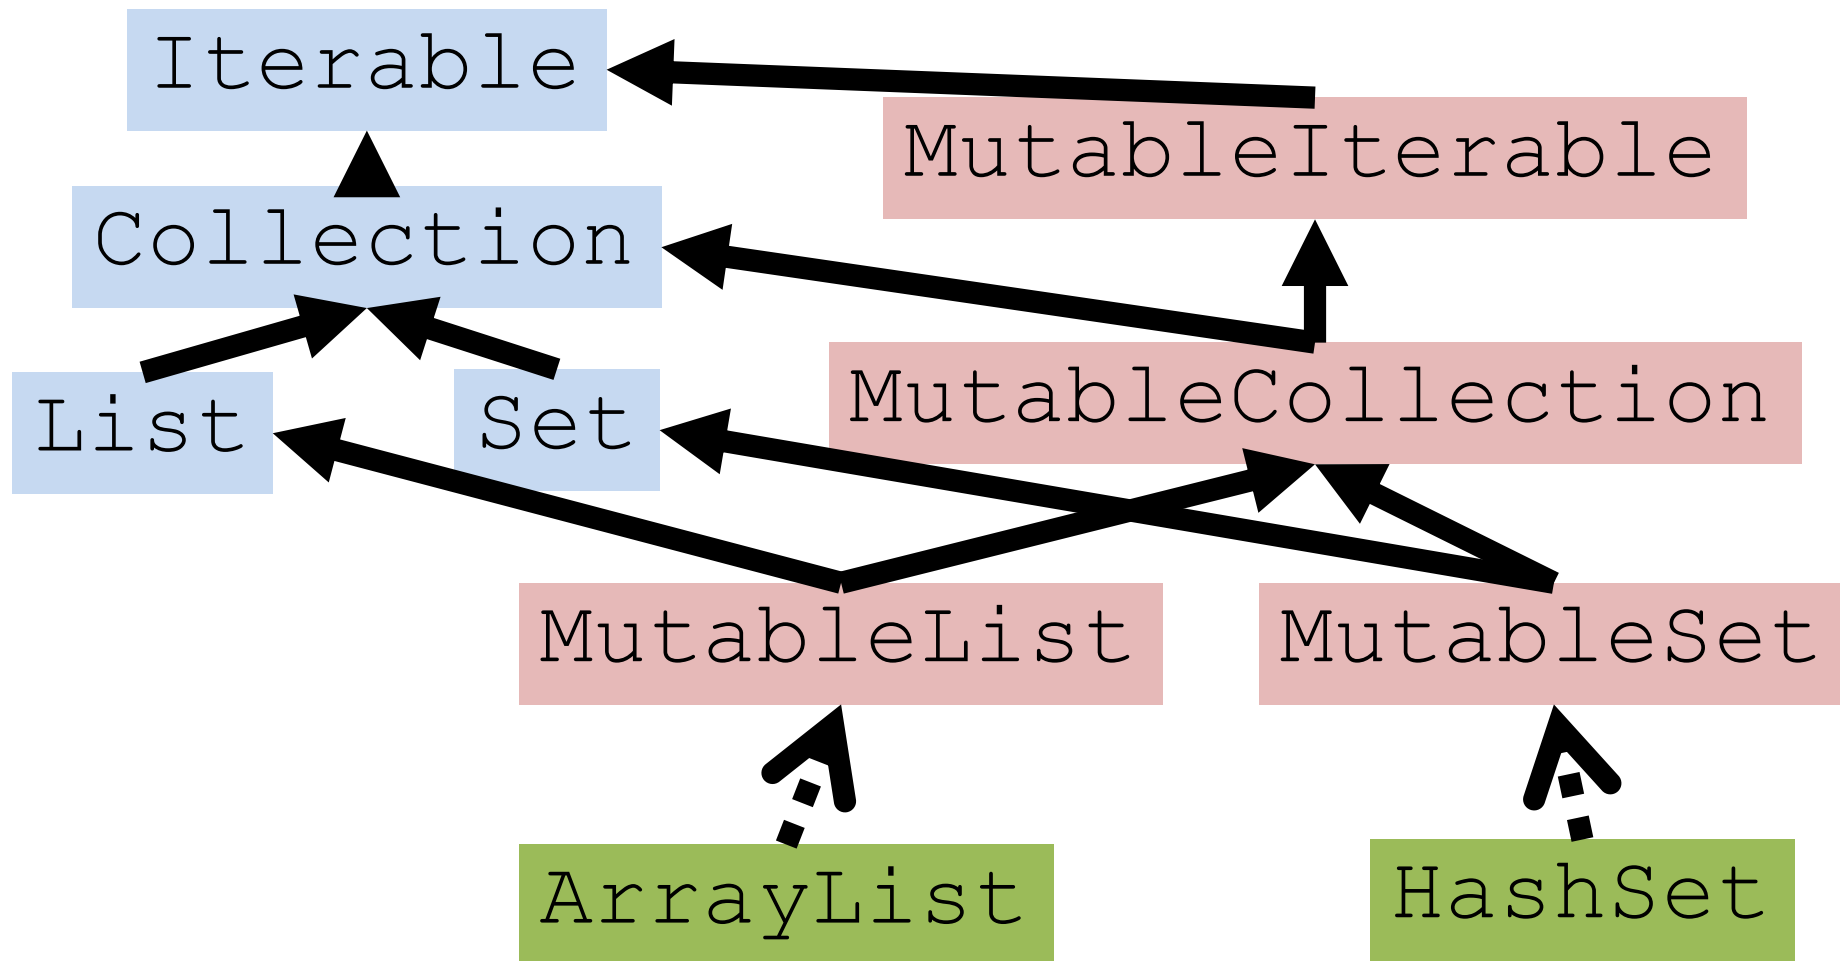 Iterable
MutableIterable
Collection
List
Set
MutableCollection
MutableList
MutableSet
ArrayList
HashSet